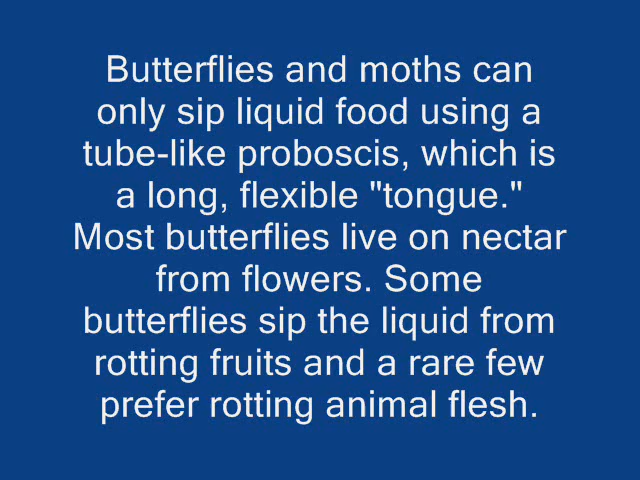 Butterflies and moths can
only sip liquid food using a
tube-like proboscis, which is
a long, flexible "tongue."
Most butterflies live on nectar
from flowers. Some
butterflies sip the liquid from
rotting fruits and a rare few
prefer rotting animal flesh.